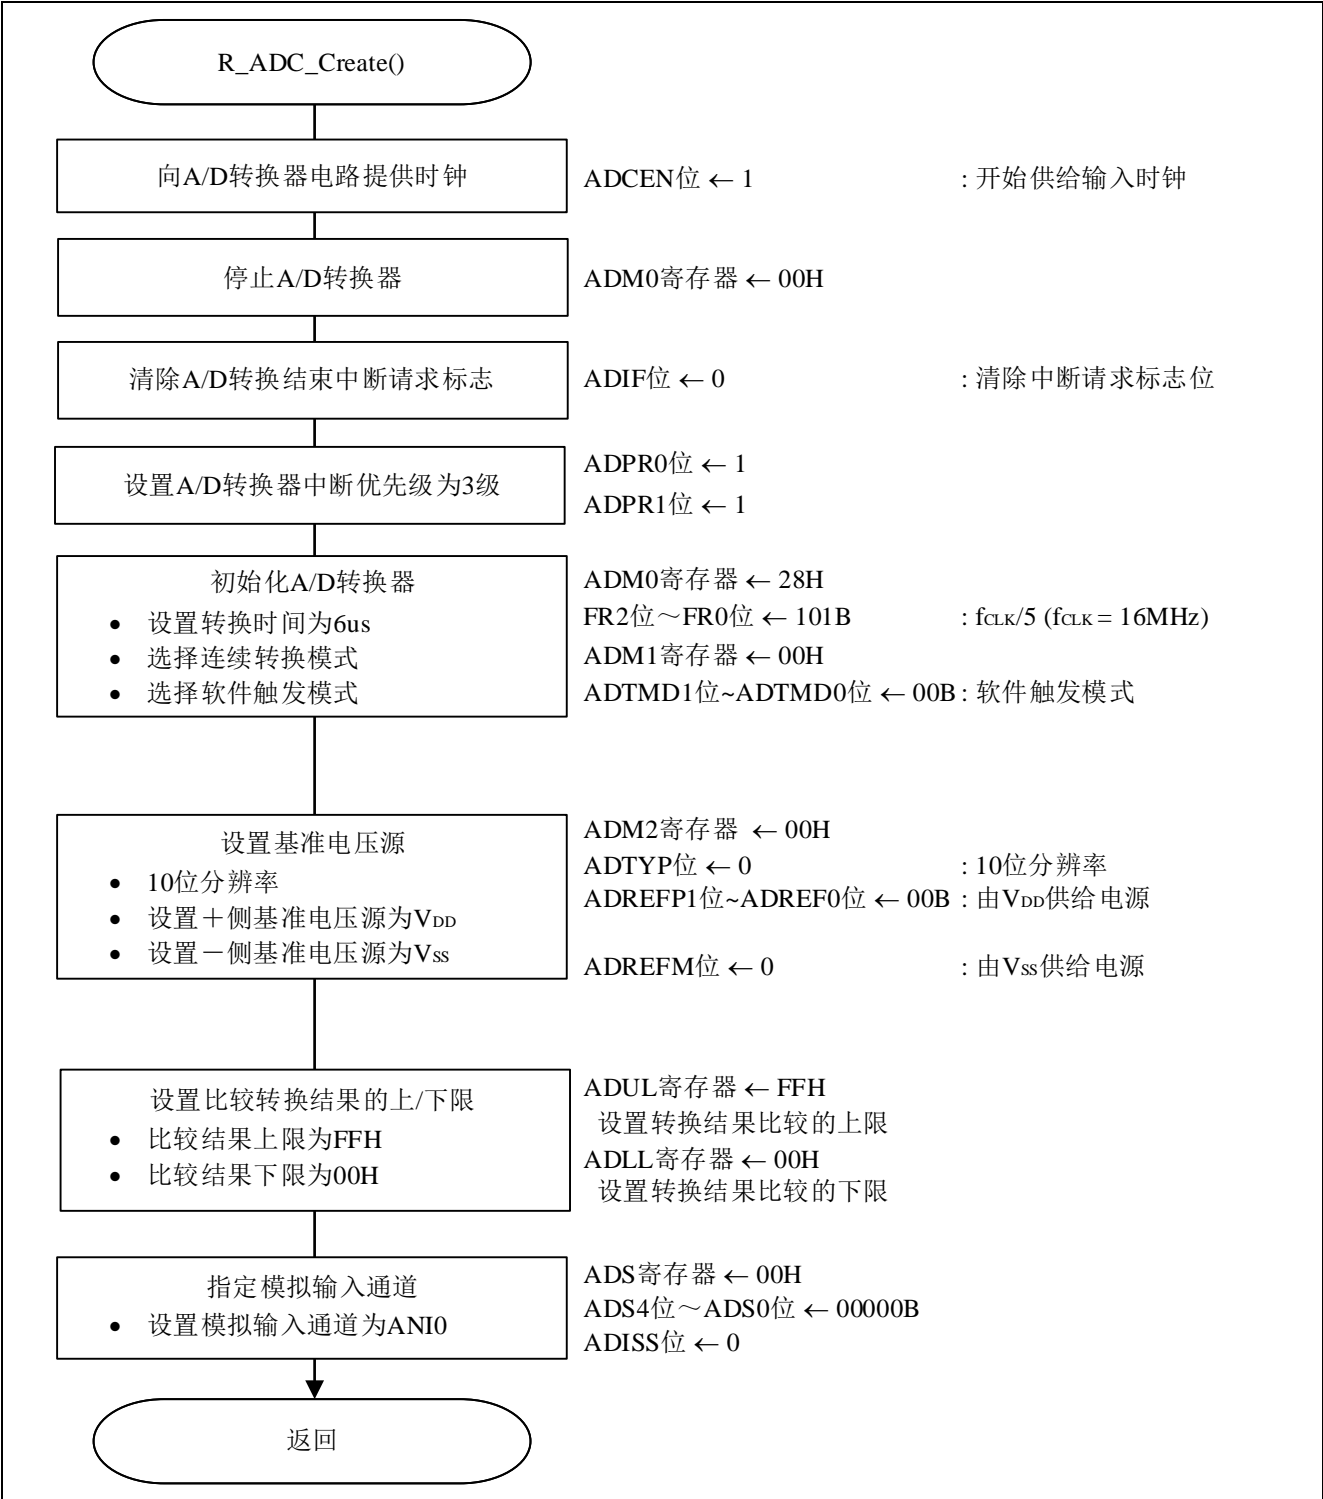 R_ADC_Create()
向A/D转换器电路提供时钟
ADCEN位 ← 1 : 开始供给输入时钟
停止A/D转换器
ADM0寄存器 ← 00H
清除A/D转换结束中断请求标志
ADIF位 ← 0 : 清除中断请求标志位
设置A/D转换器中断优先级为3级
ADPR0位 ← 1
ADPR1位 ← 1
初始化A/D转换器
• 设置转换时间为6us
• 选择连续转换模式
• 选择软件触发模式
ADM0寄存器 ← 28H
FR2位～FR0位 ← 101B : fCLK/5 (fCLK = 16MHz)
ADM1寄存器 ← 00H
ADTMD1位~ADTMD0位 ← 00B : 软件触发模式
设置基准电压源
• 10位分辨率
• 设置＋侧基准电压源为VDD
• 设置－侧基准电压源为VSS
ADM2寄存器 ← 00H
ADTYP位 ← 0 : 10位分辨率
ADREFP1位~ADREF0位 ← 00B : 由VDD供给电源
ADREFM位 ← 0 : 由VSS供给电源
设置比较转换结果的上/下限
• 比较结果上限为FFH
• 比较结果下限为00H
ADUL寄存器 ← FFH
设置转换结果比较的上限
ADLL寄存器 ← 00H
设置转换结果比较的下限
指定模拟输入通道
• 设置模拟输入通道为ANI0
ADS寄存器 ← 00H
ADS4位～ADS0位 ← 00000B
ADISS位 ← 0
返回